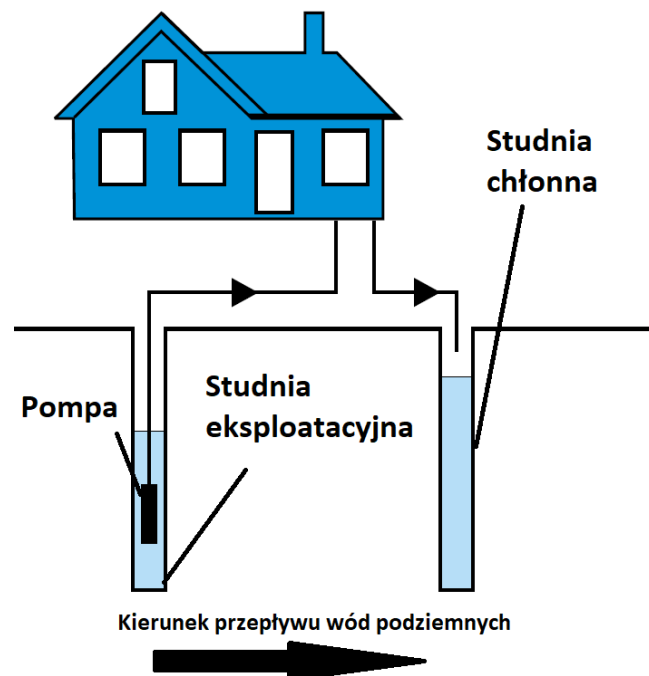 Studnia
chłonna
Studnia
eksploatacyjna
Pompa
Kierunek przepływu wód podziemnych